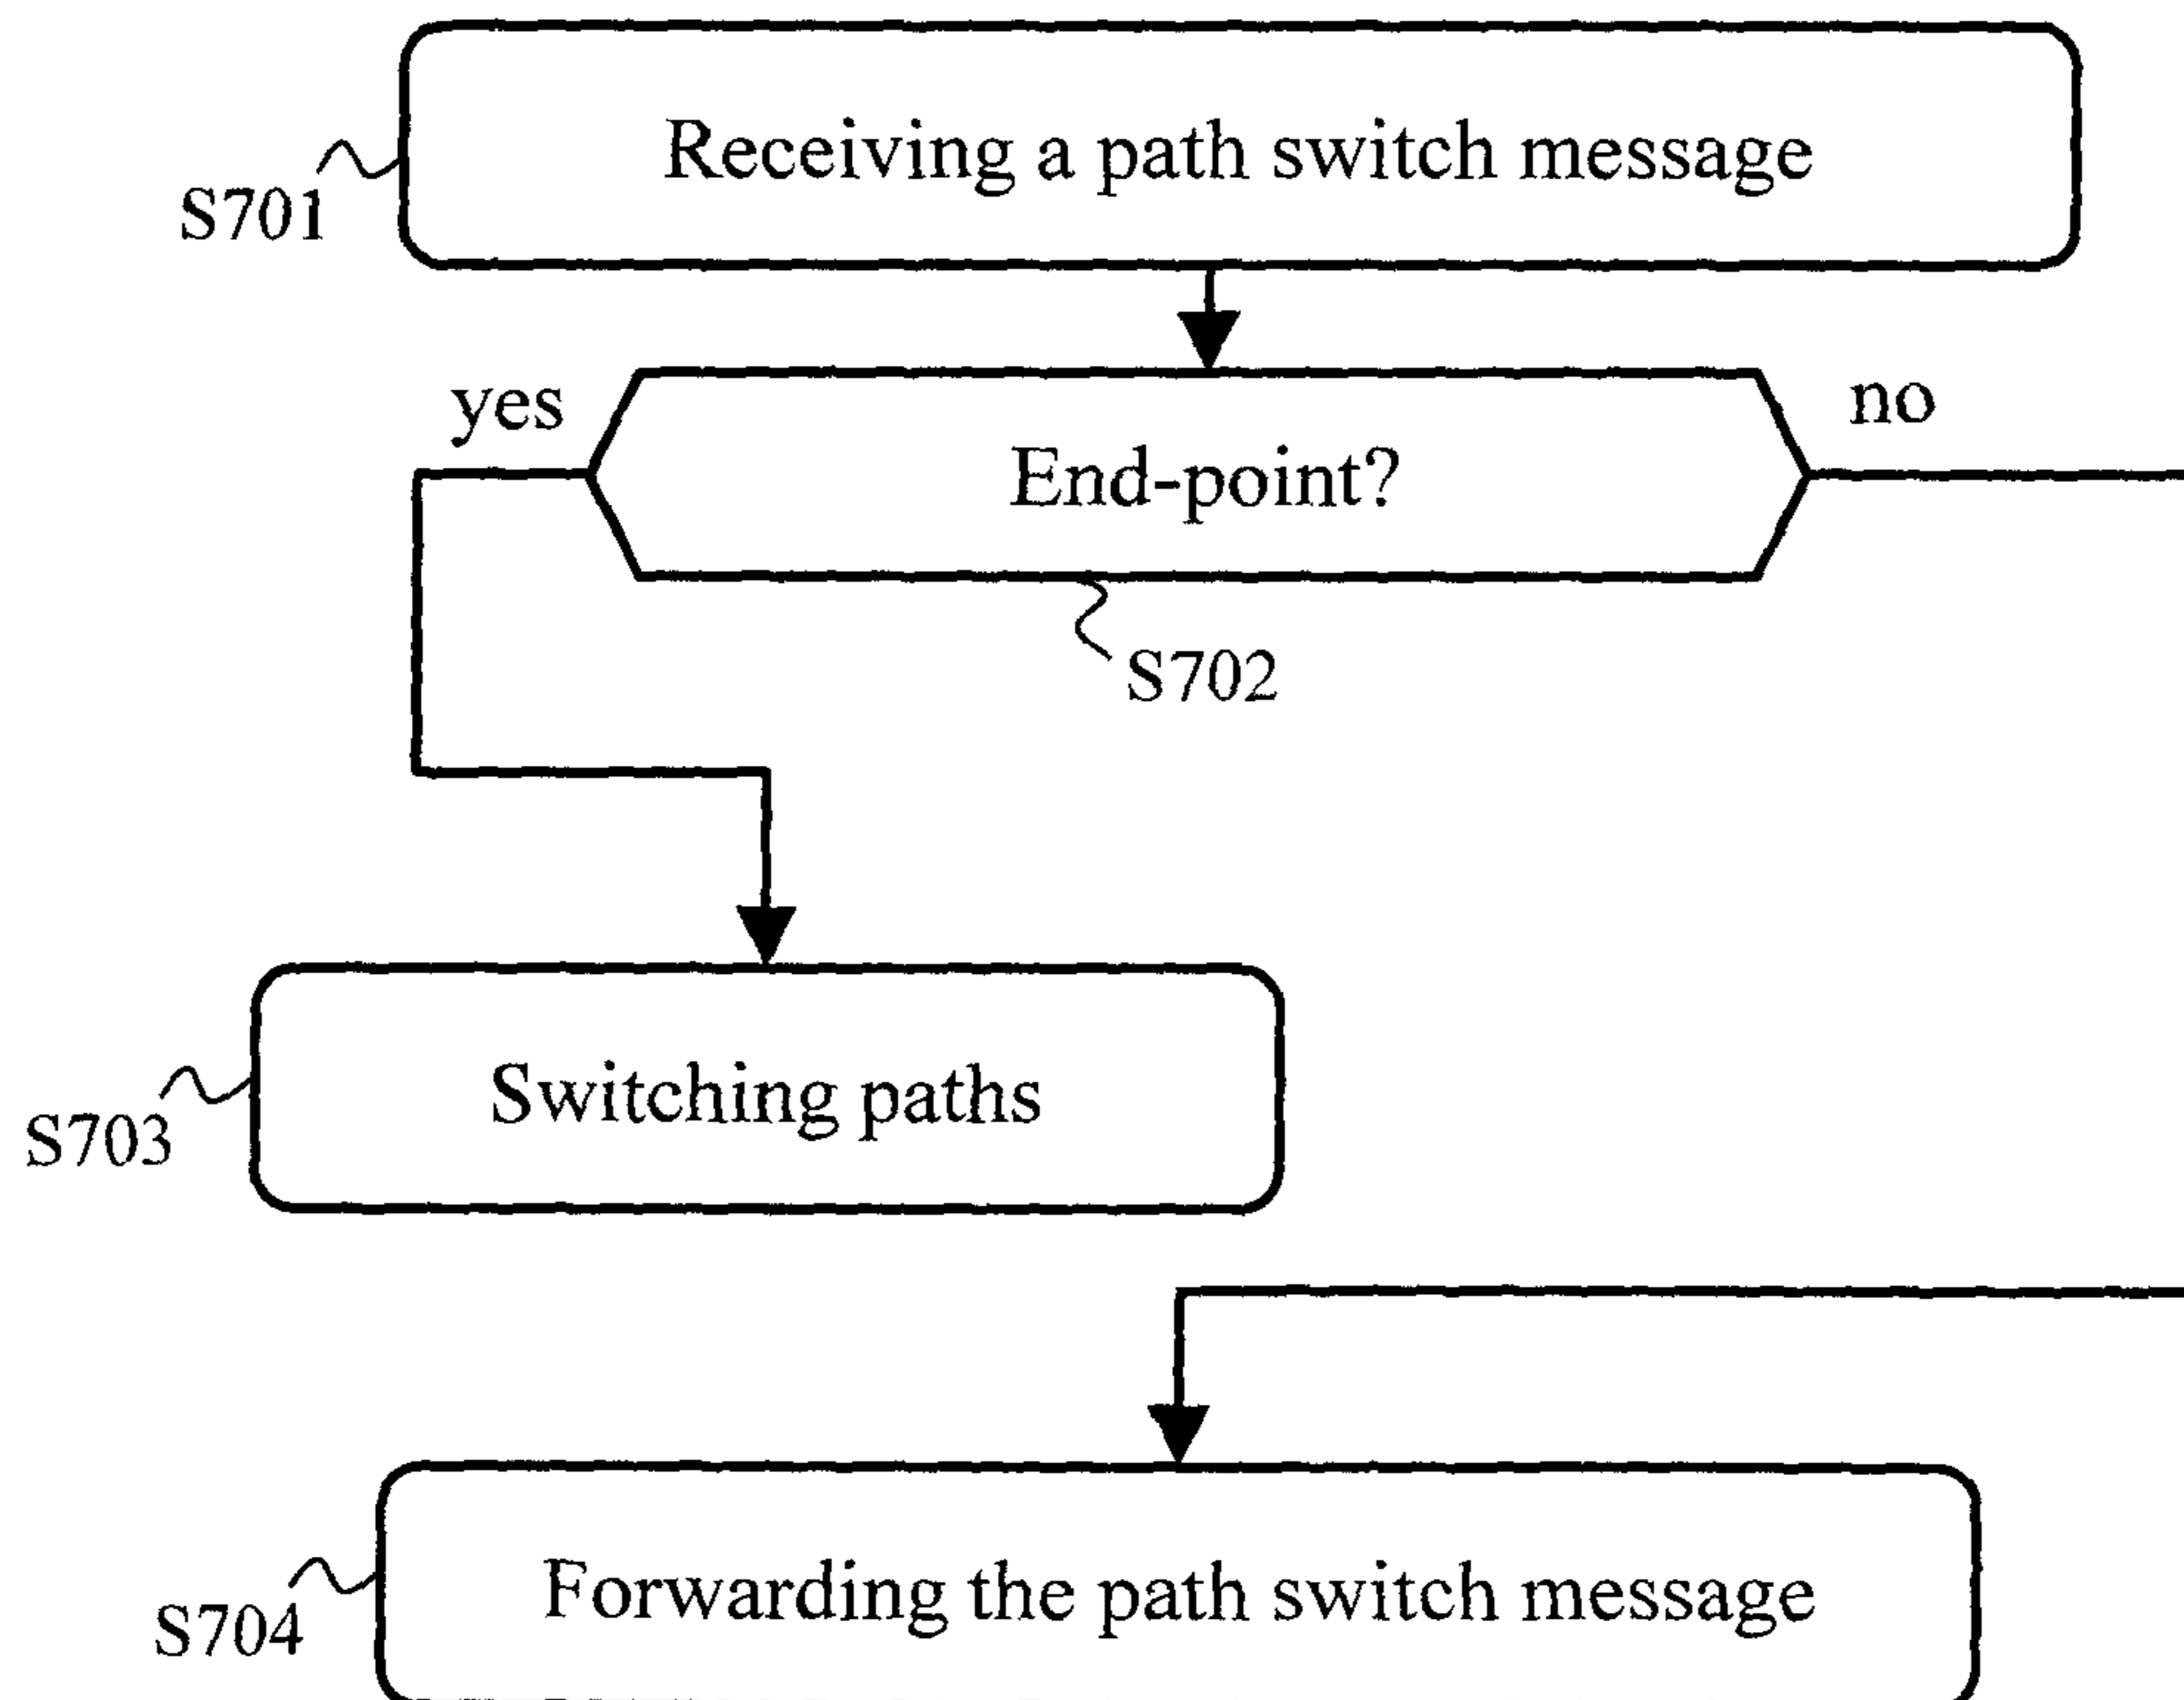 Receiving a path switch message
S701
yes
no
End-point?
S702
Switching paths
S703
Forwarding the path switch message
S704